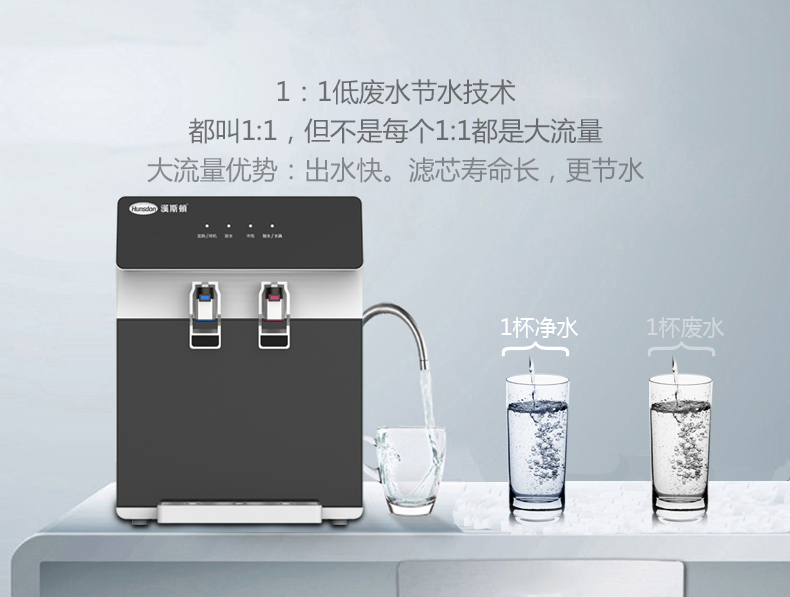 1：1低废水节水技术
都叫1:1，但不是每个1:1都是大流量
大流量优势：出水快。滤芯寿命长，更节水
Hunsdon 漢斯頓
1杯净水
1杯废水